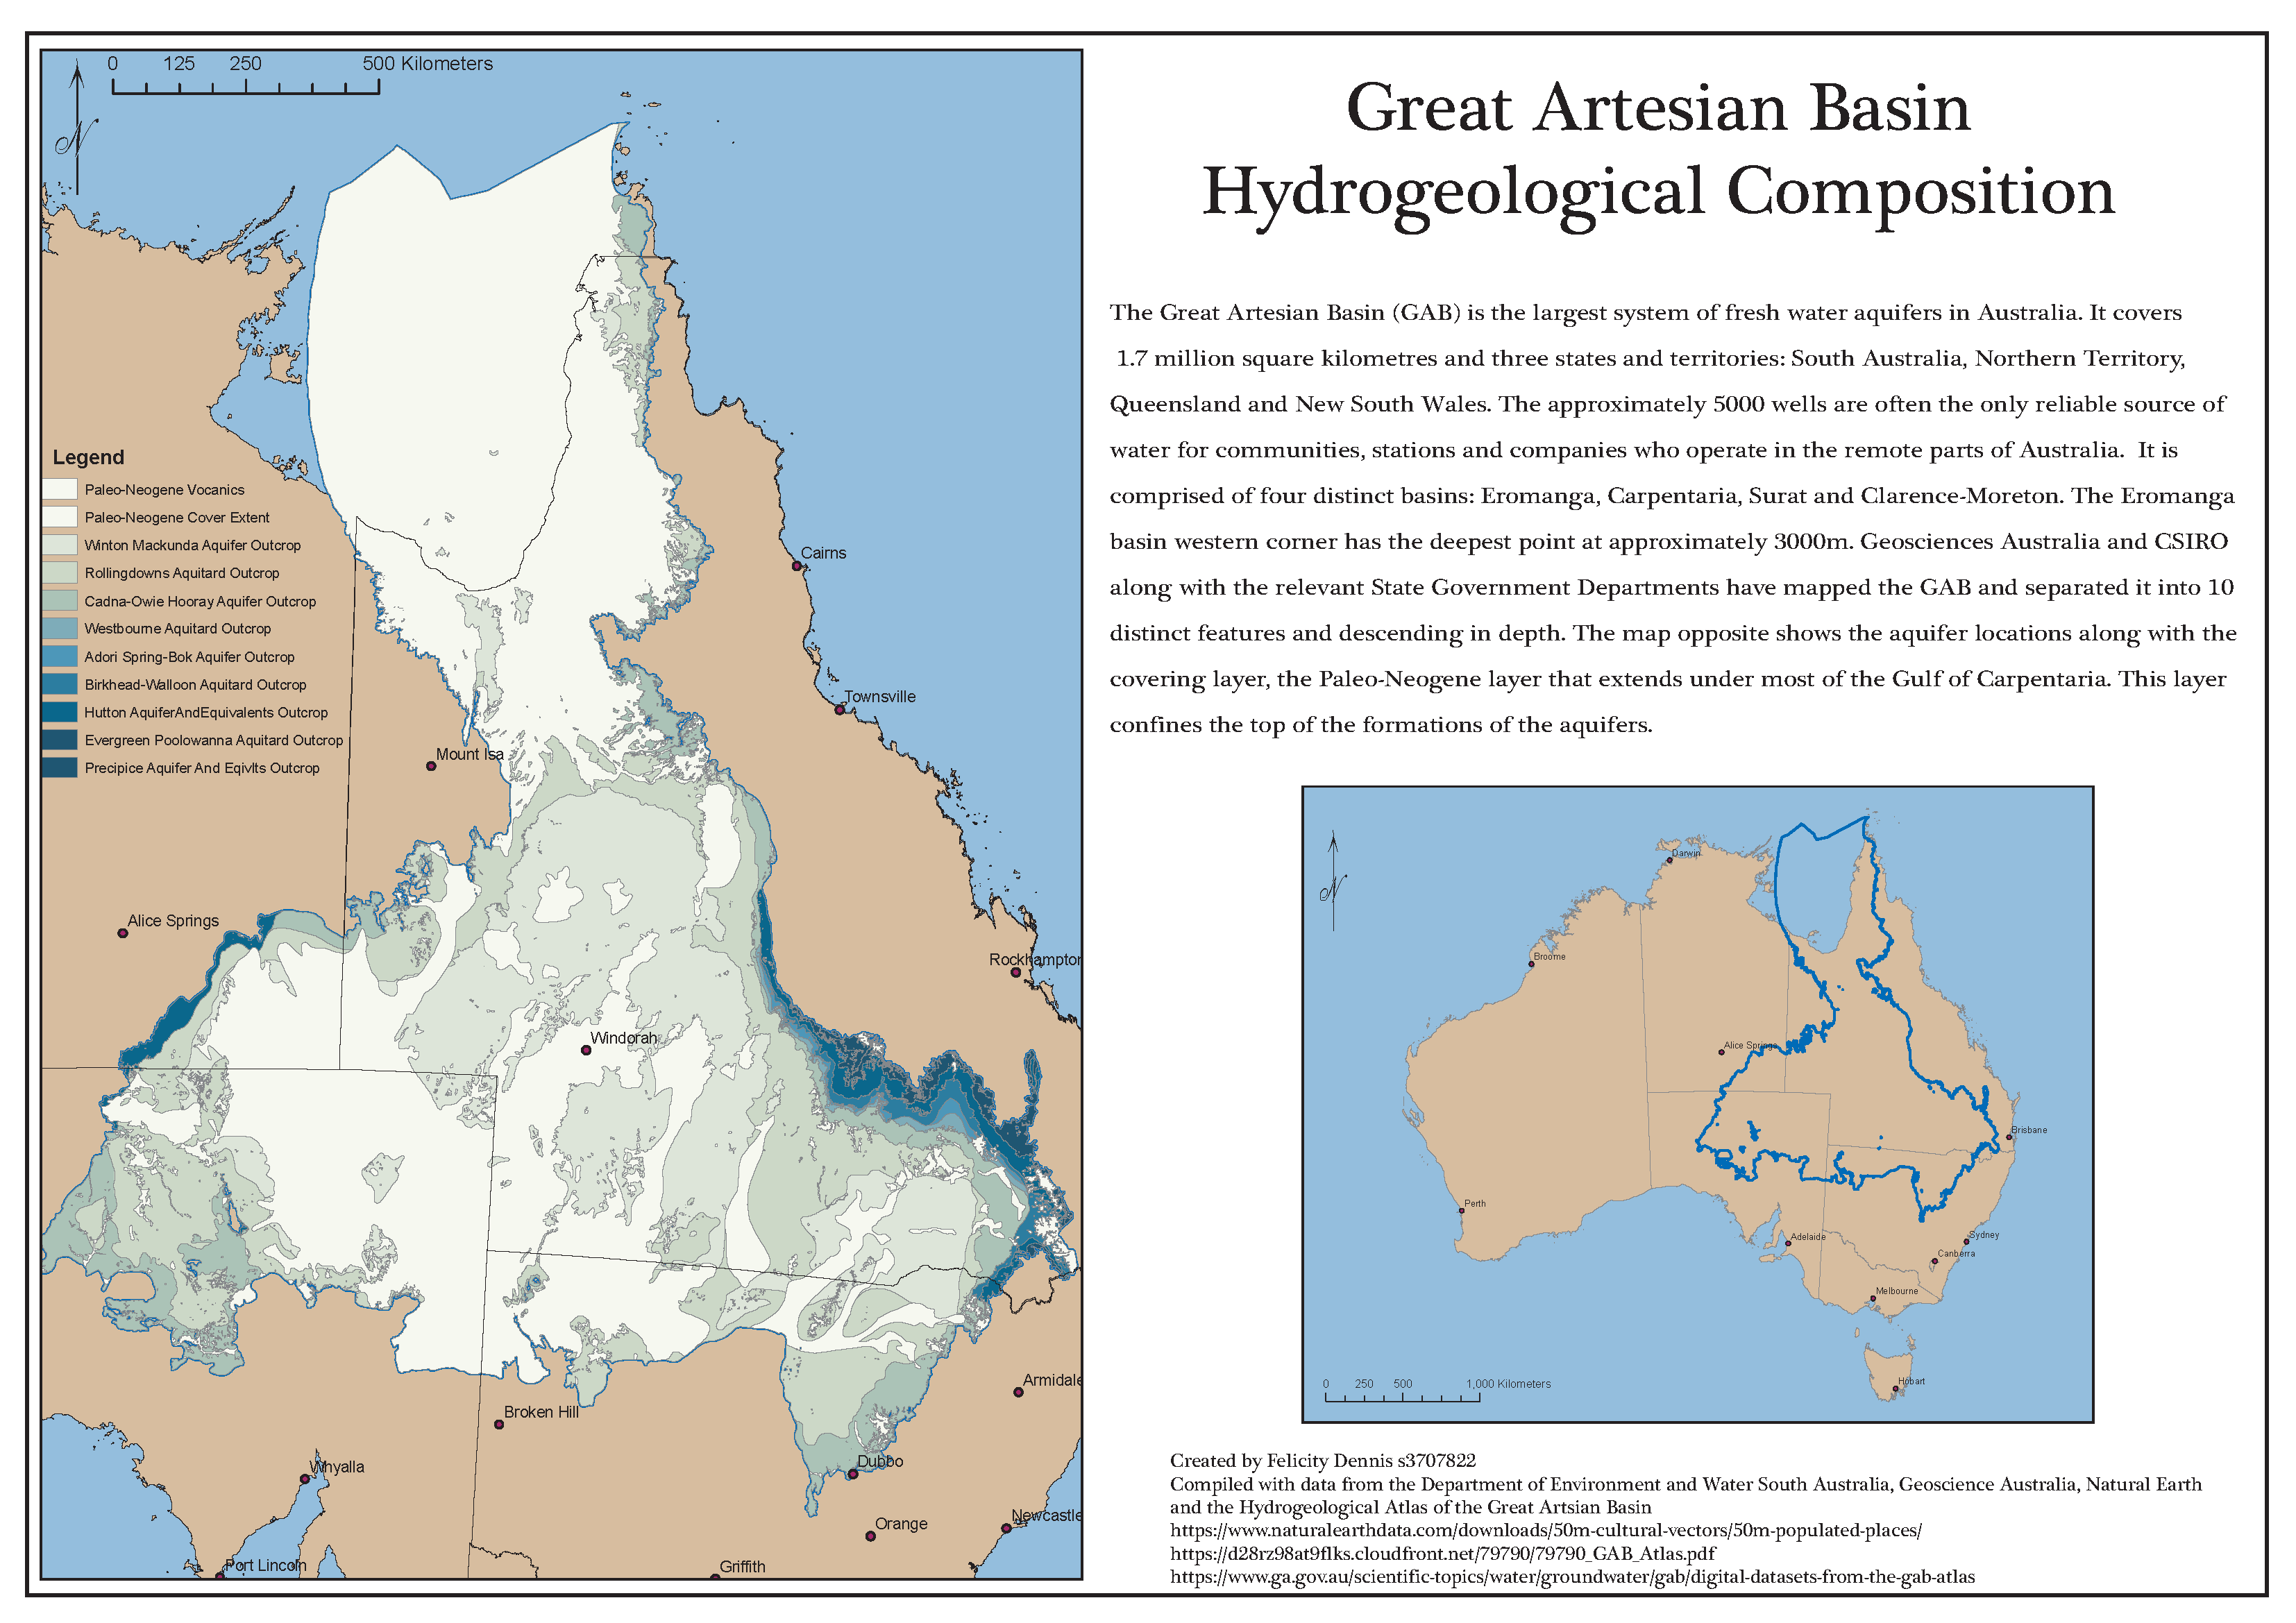 Great Artesian Basin
Hydrogeological Composition
The Great Artesian Basin (GAB) is the largest system of fresh water aquifers in Australia. It covers
1.7 million square kilometres and three states and territories: South Australia, Northern Territory,
Queensland and New South Wales. The approximately 5000 wells are often the only reliable source of
water for communities, stations and companies who operate in the remote parts of Australia.  It is
comprised of four distinct basins: Eromanga, Carpentaria, Surat and Clarence-Moreton. The Eromanga
basin western corner has the deepest point at approximately 3000m. Geosciences Australia and CSIRO
along with the relevant State Government Departments have mapped the GAB and separated it into 10
distinct features and descending in depth. The map opposite shows the aquifer locations along with the
covering layer, the Paleo-Neogene layer that extends under most of the Gulf of Carpentaria. This layer
confines the top of the formations of the aquifers.
0 125 250 500 Kilometers
N
Legend
Paleo-Neogene Vocanics
Paleo-Neogene Cover Extent
Winton Mackunda Aquifer Outcrop
Rollingdowns Aquitard Outcrop
Cadna-Owie Hooray Aquifer Outcrop
Westbourne Aquitard Outcrop
Adori Spring-Bok Aquifer Outcrop
Birkhead-Walloon Aquitard Outcrop
Hutton AquiferAndEquivalents Outcrop
Evergreen Poolowanna Aquitard Outcrop
Precipice Aquifer And Eqivlts Outcrop
Cairns
Townsville
Mount Isa
Alice Springs
Rockhampton
Windorah
Armidale
Broken Hill
Dubbo
Whyalla
Newcastle
Orange
Port Lincoln
Griffith
N
Darwin
Broome
Alice Springs
Brisbane
Perth
Adelaide
Sydney
Canberra
Melbourne
Hobart
0 250 500 1,000 Kilometers
Created by Felicity Dennis s3707822
Compiled with data from the Department of Environment and Water South Australia, Geoscience Australia, Natural Earth
and the Hydrogeological Atlas of the Great Artsian Basin
https://www.naturalearthdata.com/downloads/50m-cultural-vectors/50m-populated-places/
https://d28rz98at9flks.cloudfront.net/79790/79790_GAB_Atlas.pdf
https://www.ga.gov.au/scientific-topics/water/groundwater/gab/digital-datasets-from-the-gab-atlas